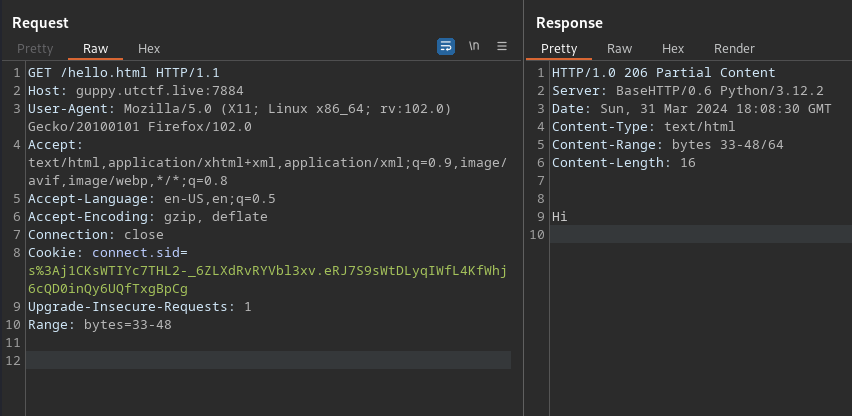 Request
Pretty Raw Hex
\n
1 GET /hello.html HTTP/1.1
2 Host: guppy.utctf.live:7884
3 User-Agent: Mozilla/5.0 (X11; Linux x86_64; rv:102.0)
Gecko/20100101 Firefox/102.0
4 Accept:
text/html,application/xhtml+xml,application/xml;q=0.9,image/
avif,image/webp,*/*;q=0.8
5 Accept-Language: en-US,en;q=0.5
6 Accept-Encoding: gzip, deflate
7 Connection: close
8 Cookie: connect.sid=
s%3Aj1CKsWTIYc7THL2-_6ZLXdRvRYVbl3xv.eRJ7S9sWtDLyqIWfL4KfWhj
6cQD0inQy6UQfTxgBpCg
9 Upgrade-Insecure-Requests: 1
10 Range: bytes=33-48
11
12
Response
Pretty Raw Hex Render
1 HTTP/1.0 206 Partial Content
2 Server: BaseHTTP/0.6 Python/3.12.2
3 Date: Sun, 31 Mar 2024 18:08:30 GMT
4 Content-Type: text/html
5 Content-Range: bytes 33-48/64
6 Content-Length: 16
7
8
9 Hi
10